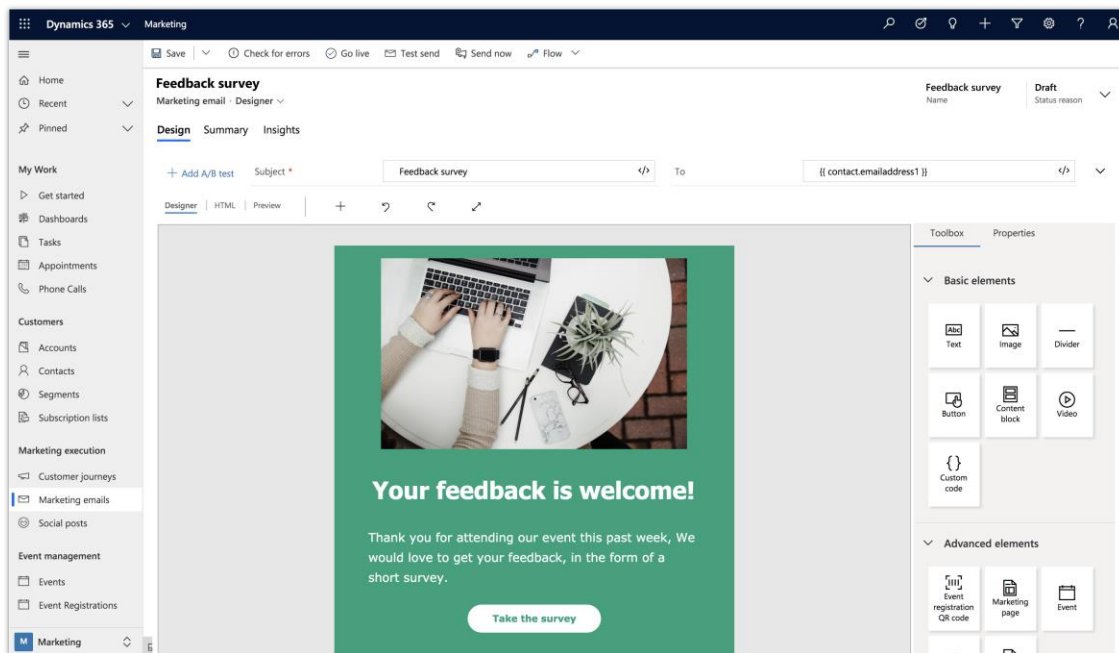 Dynamics 365 Marketing
Save Check for errors Go live Test send Send now Flow
Home
Recent
Pinned
My Work
Get started
Dashboards
Tasks
Appointments
Phone Calls
Customers
Accounts
Contacts
Segments
Subscription lists
Marketing execution
Customer journeys
Marketing emails
Social posts
Event management
Events
Event Registrations
M Marketing
Feedback survey
Marketing email · Designer
Feedback survey
Name
Draft
Status reason
Design Summary Insights
+ Add A/B test Subject * Feedback survey </> To {{ contact.emailaddress1 }} </>
Designer | HTML | Preview
Your feedback is welcome!
Thank you for attending our event this past week, We
would love to get your feedback, in the form of a
short survey.
Take the survey
Toolbox Properties
Basic elements
Abc
Text
Image
Divider
Button
Content
block
Video
{}
Custom
code
Advanced elements
Event
registration
QR code
Marketing
page
Event